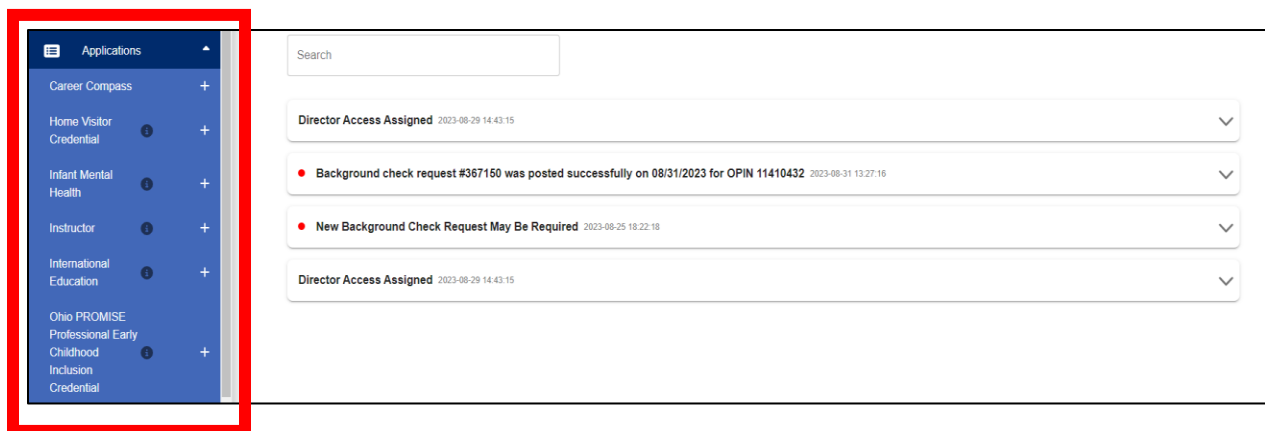 Applications
Career Compass
Home Visitor
Credential
Infant Mental
Health
Instructor
International
Education
Ohio PROMISE
Professional Early
Childhood
Inclusion
Credential
Search
Director Access Assigned 2023-08-29 14:43:15
Background check request #367150 was posted successfully on 08/31/2023 for OPIN 11410432 2023-08-31 13:27:16
New Background Check Request May Be Required 2023-08-25 18:22:18
Director Access Assigned 2023-08-29 14:43:15